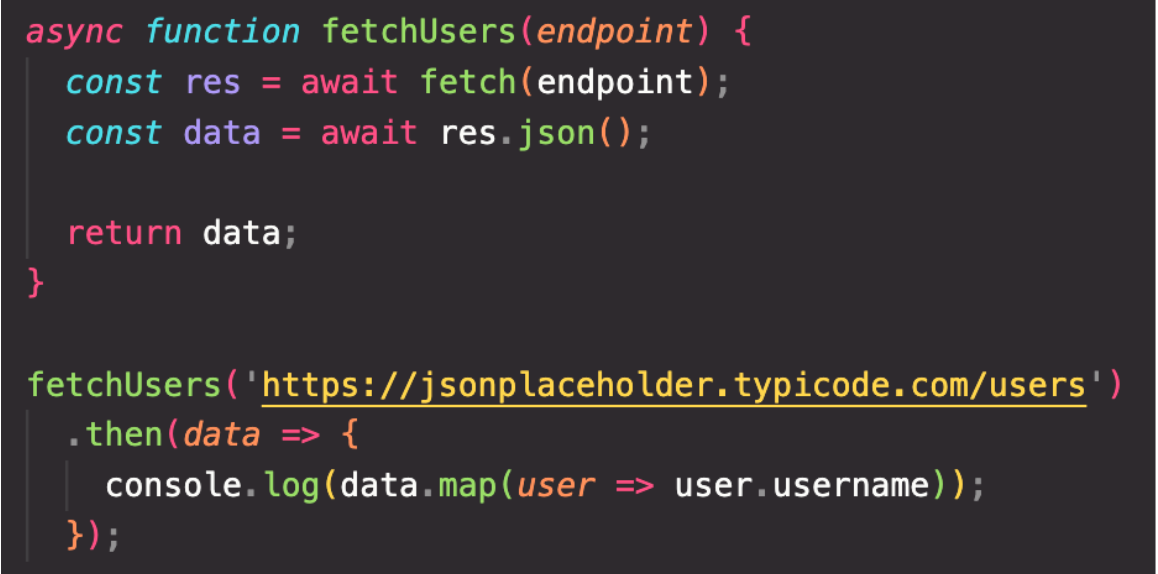 async function fetchUsers(endpoint) {
  const res = await fetch(endpoint);
  const data = await res.json();

  return data;
}

fetchUsers('https://jsonplaceholder.typicode.com/users')
  .then(data => {
    console.log(data.map(user => user.username));
  });